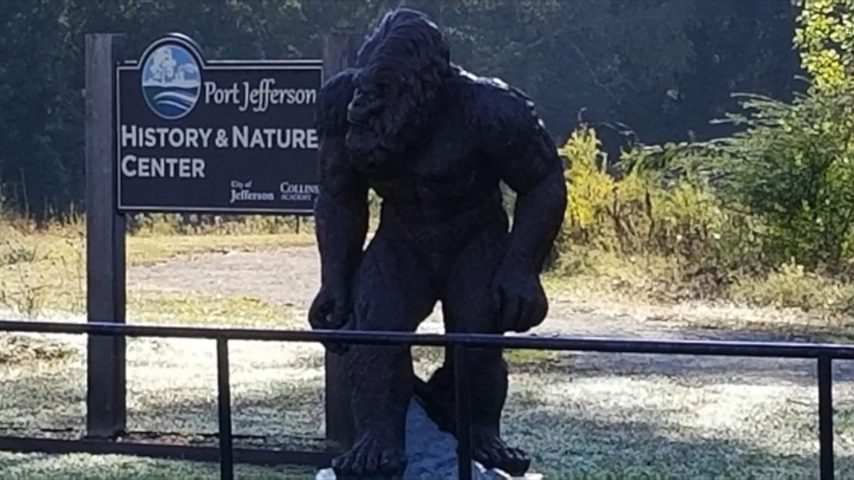 Port Jefferson
HISTORY & NATURE
CENTER
City of
Jefferson
COLLINS
ACADEMY